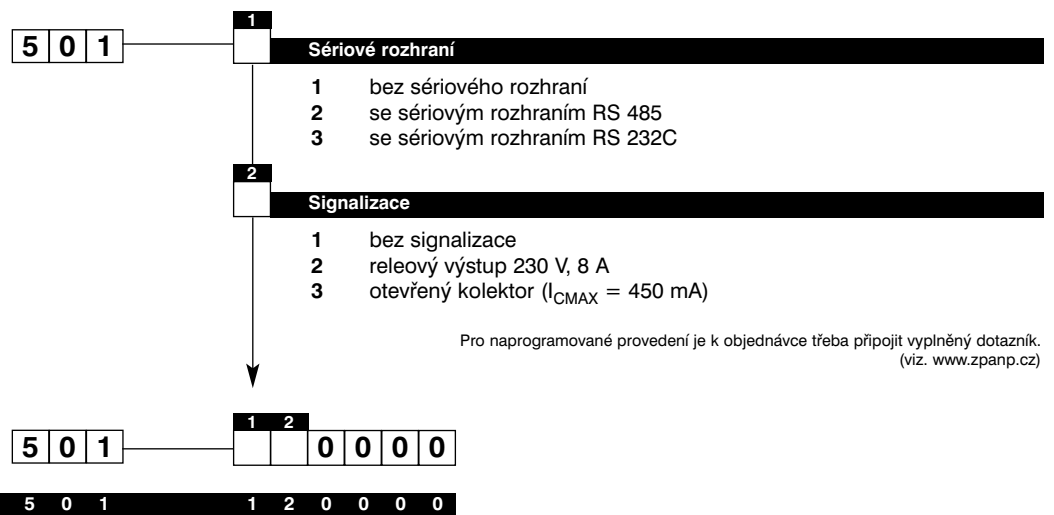 1
5 0 1
Sériové rozhraní
1 bez sériového rozhraní
2 se sériovým rozhraním RS 485
3 se sériovým rozhraním RS 232C
2
Signalizace
1 bez signalizace
2 releový výstup 230 V, 8 A
3 otevřený kolektor (ICMAX = 450 mA)
Pro naprogramované provedení je k objednávce třeba připojit vyplněný dotazník.
(viz. www.zpanp.cz)
1 2
5 0 1 0 0 0 0
5 0 1 1 2 0 0 0 0